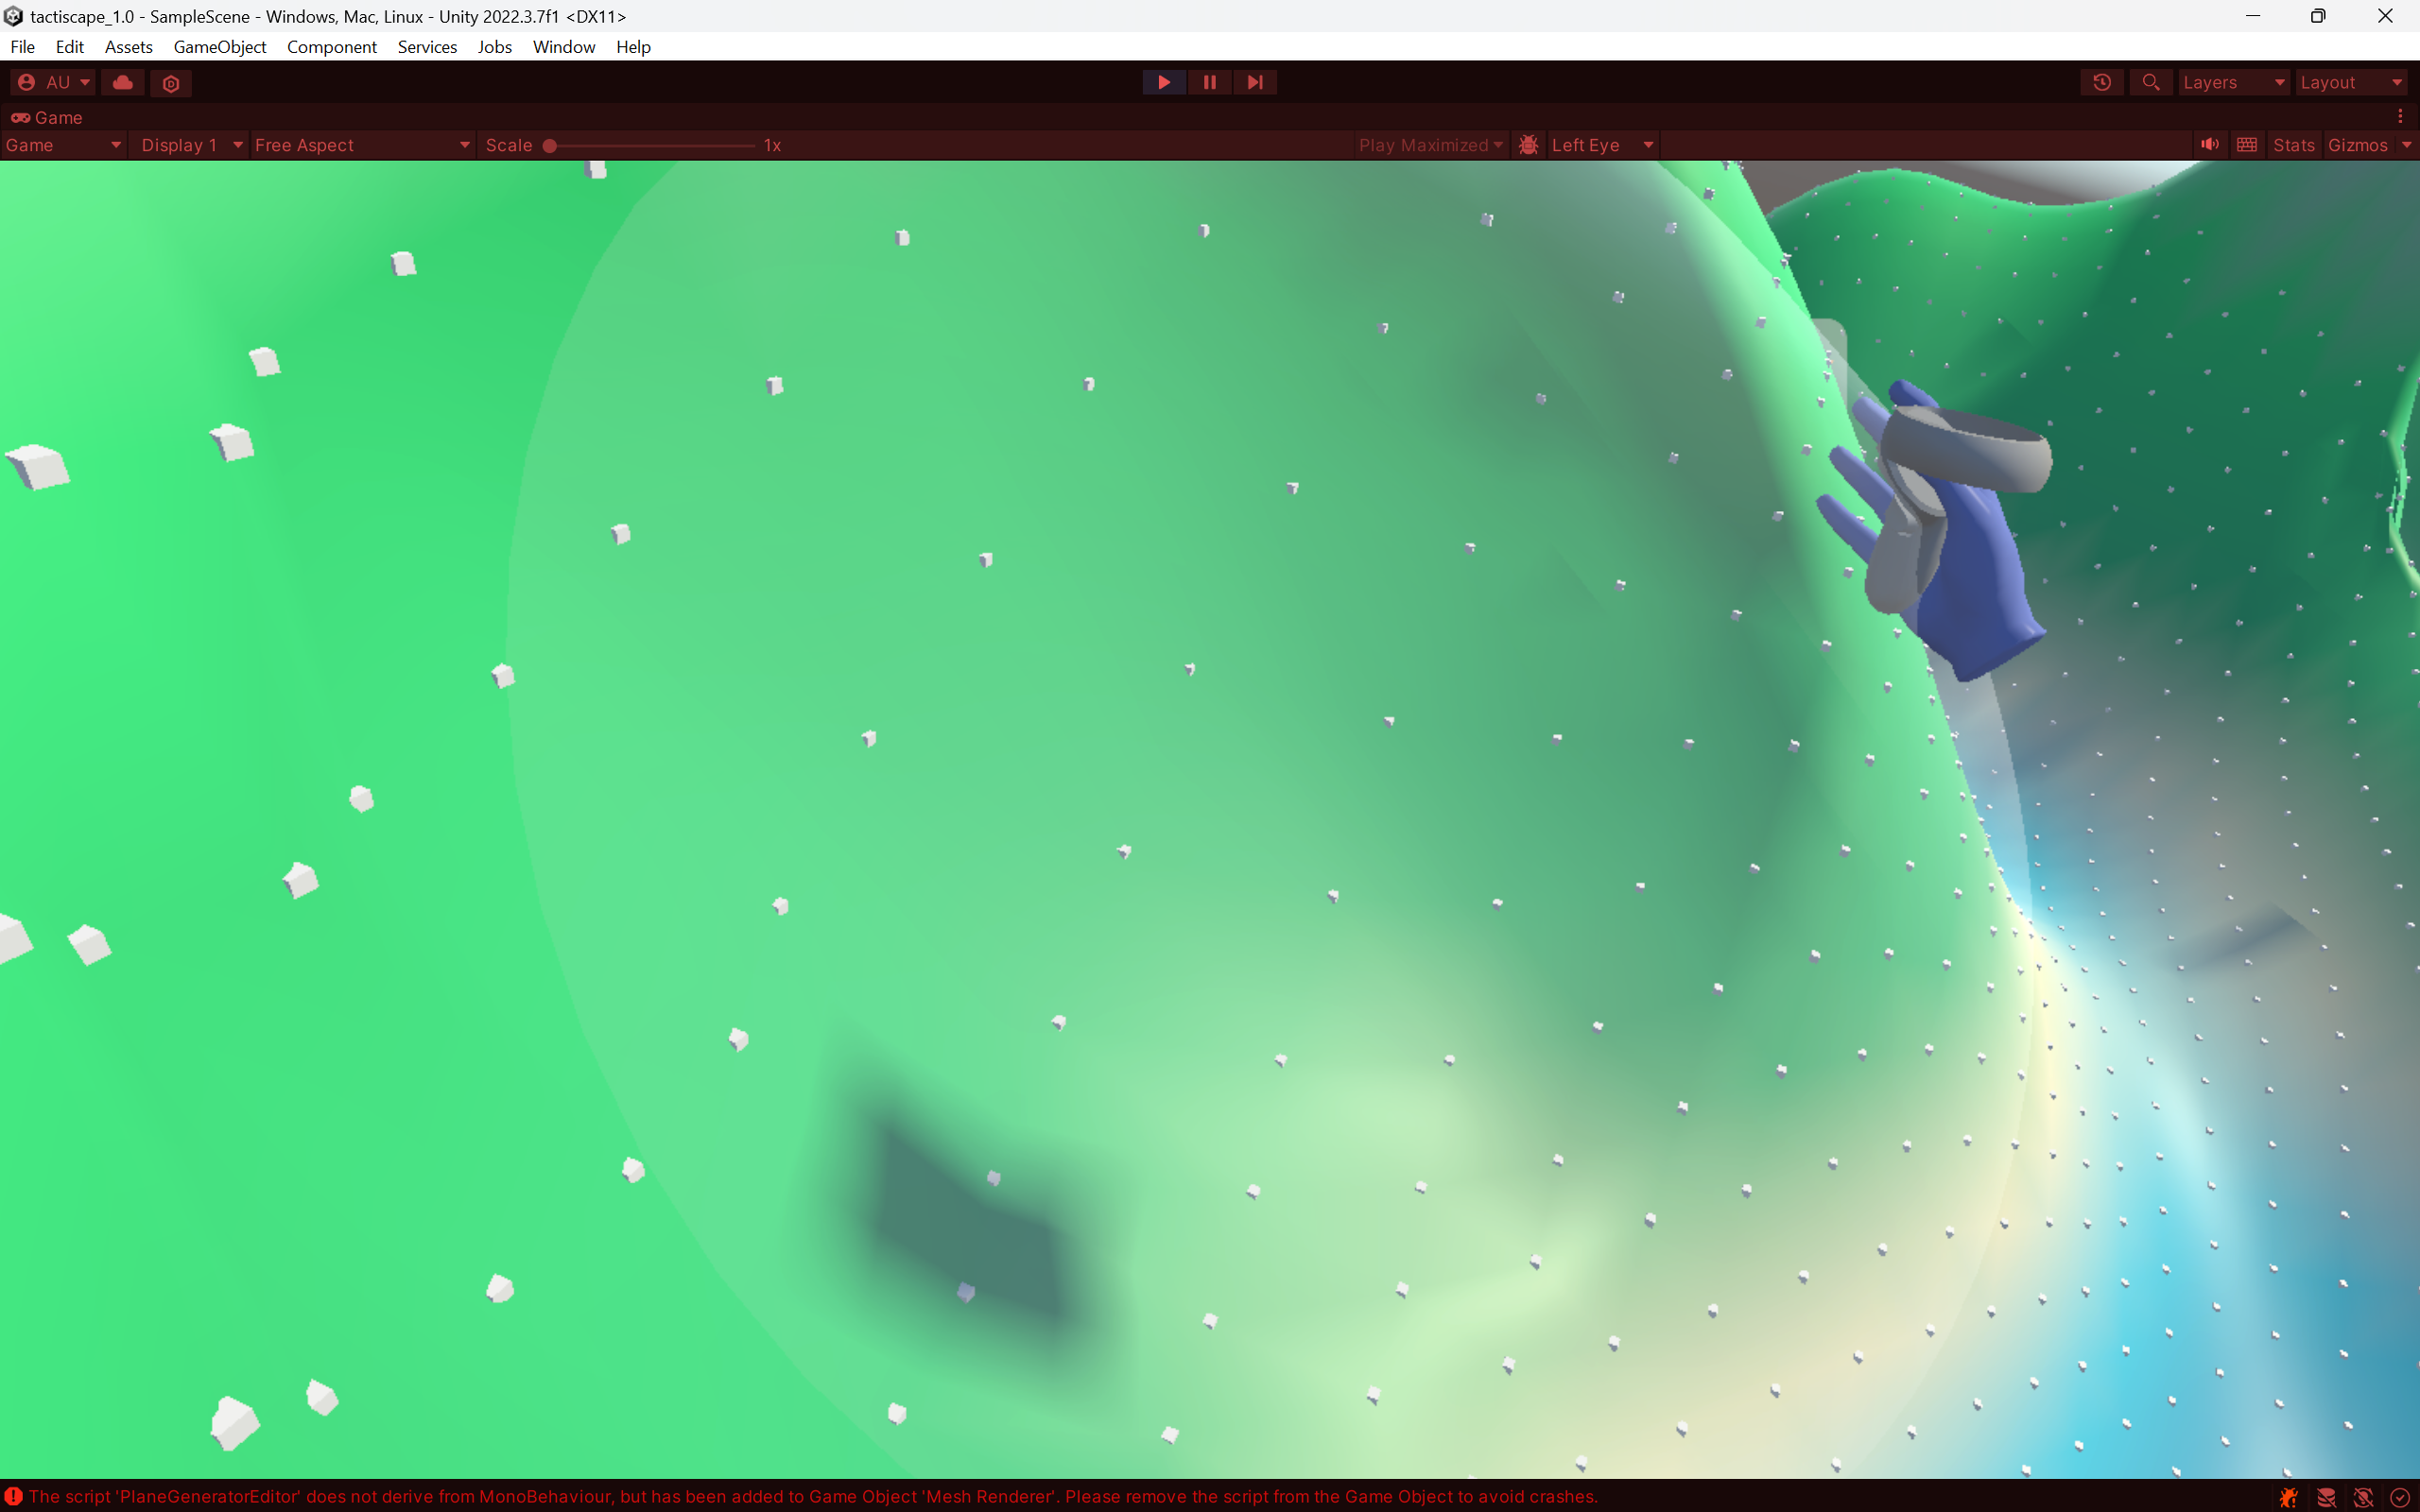 tactiscape_1.0 - SampleScene - Windows, Mac, Linux - Unity 2022.3.7f1 <DX11>
File Edit Assets GameObject Component Services Jobs Window Help
AU Layers Layout
Game
Game Display 1 Free Aspect Scale 1x Play Maximized Left Eye Stats Gizmos
The script 'PlaneGeneratorEditor' does not derive from MonoBehaviour, but has been added to Game Object 'Mesh Renderer'. Please remove the script from the Game Object to avoid crashes.